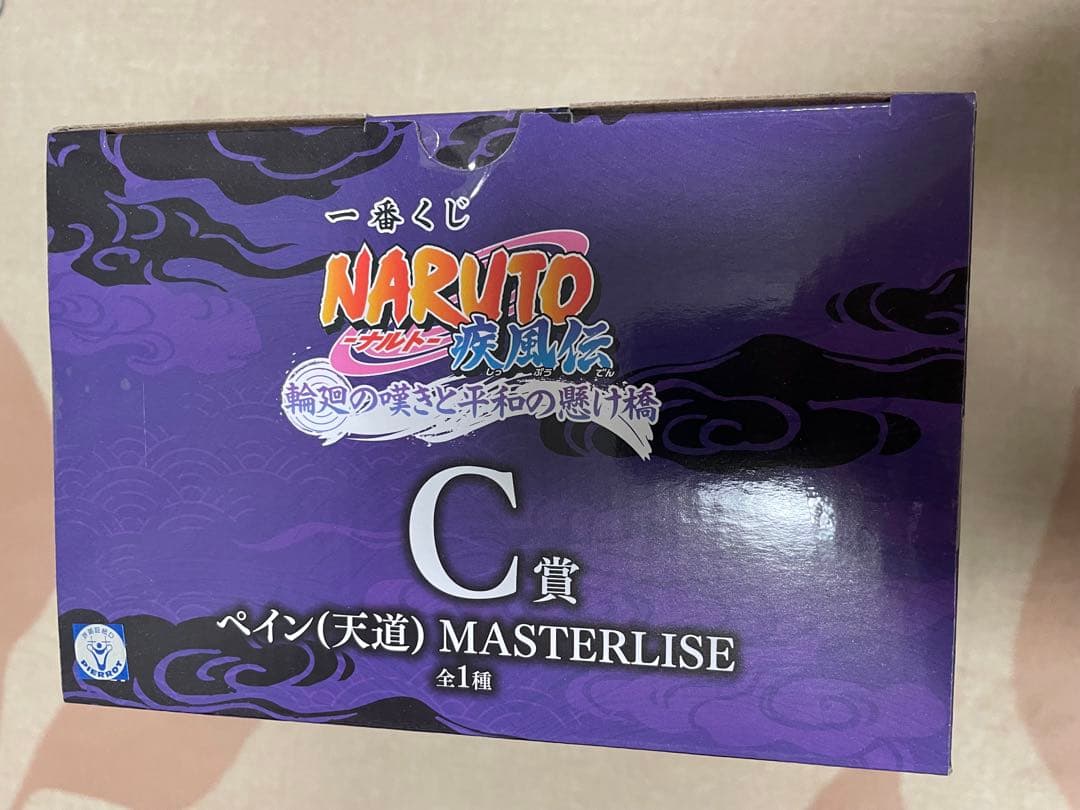 一番くじ
NARUTO
-ナルト-
疾風伝
しっ ぷう でん
輪廻の嘆きと平和の懸け橋
C賞
ペイン(天道) MASTERLISE
全1種
PIERROT